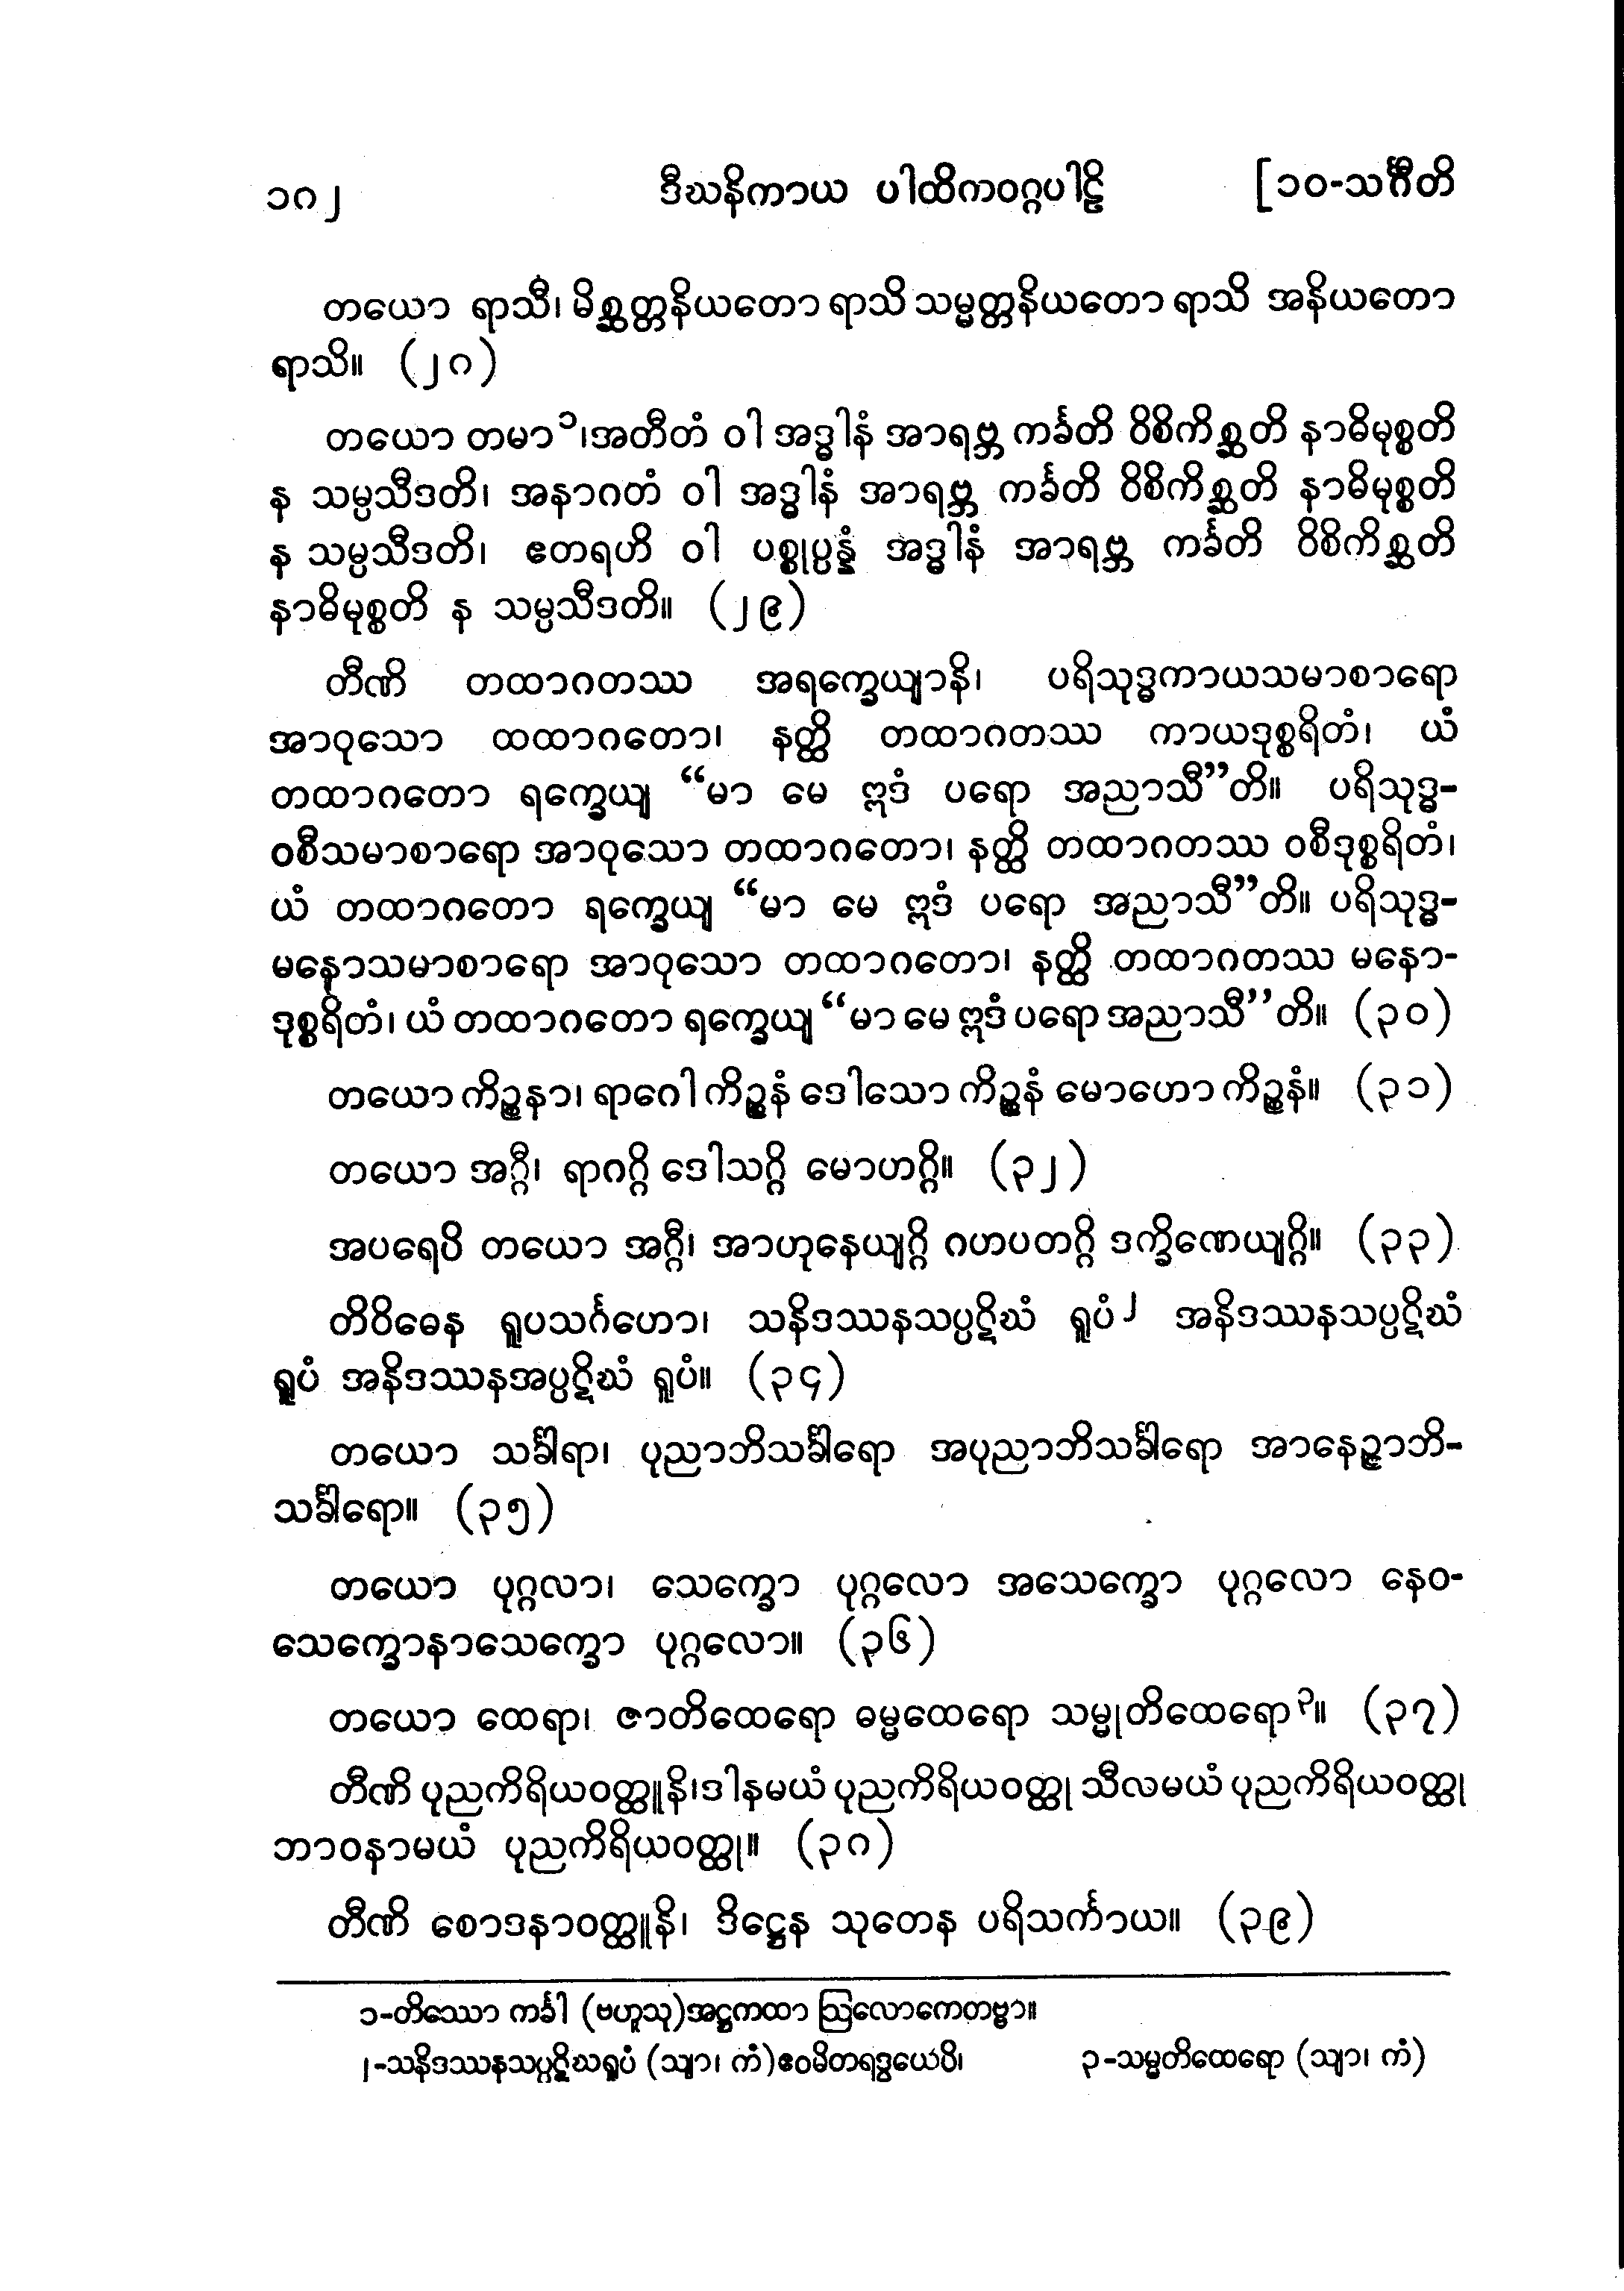 ၁၈၂ ဒီဃနိကာယ ပါထိကဝဂ္ဂပါဠိ [၁၀-သင်္ဂီတိ
တယော ရာသီ၊ မိစ္ဆတ္တနိယတော ရာသိ သမ္မတ္တနိယတော ရာသိ အနိယတော
ရာသိ။ (၂၈)
တယော တမာ၁၊အတီတံ ဝါ အဒ္ဓါနံ အာရဗ္ဘ ကင်္ခတိ ဝိစိကိစ္ဆတိ နာဓိမုစ္စတိ
န သမ္ပသီဒတိ၊ အနာဂတံ ဝါ အဒ္ဓါနံ အာရဗ္ဘ ကင်္ခတိ ဝိစိကိစ္ဆတိ နာဓိမုစ္စတိ
န သမ္ပသီဒတိ၊ ဧတရဟိ ဝါ ပစ္စုပ္ပန္နံ အဒ္ဓါနံ အာရဗ္ဘ ကင်္ခတိ ဝိစိကိစ္ဆတိ
နာဓိမုစ္စတိ န သမ္ပသီဒတိ။ (၂၉)
တီဏိ တထာဂတဿ အရက္ခေယျာနိ၊ ပရိသုဒ္ဓကာယသမာစာရော
အာဝုသော ထထာဂတော၊ နတ္ထိ တထာဂတဿ ကာယဒုစ္စရိတံ၊ ယံ
တထာဂတော ရက္ခေယျ “မာ မေ ဣဒံ ပရော အညာသီ”တိ။ ပရိသုဒ္ဓ-
ဝစီသမာစာရော အာဝုသော တထာဂတော၊ နတ္ထိ တထာဂတဿ ဝစီဒုစ္စရိတံ၊
ယံ တထာဂတော ရက္ခေယျ “မာ မေ ဣဒံ ပရော အညာသီ”တိ။ ပရိသုဒ္ဓ-
မနောသမာစာရော အာဝုသော တထာဂတော၊ နတ္ထိ တထာဂတဿ မနော-
ဒုစ္စရိတံ၊ ယံ တထာဂတော ရက္ခေယျ “မာ မေ ဣဒံ ပရော အညာသီ”တိ။ (၃၀)
တယော ကိဉ္စနာ၊ ရာဂေါ ကိဉ္စနံ ဒေါသော ကိဉ္စနံ မောဟော ကိဉ္စနံ။ (၃၁)
တယော အဂ္ဂီ၊ ရာဂဂ္ဂိ ဒေါသဂ္ဂိ မောဟဂ္ဂိ။ (၃၂)
အပရေပိ တယော အဂ္ဂီ၊ အာဟုနေယျဂ္ဂိ ဂဟပတဂ္ဂိ ဒက္ခိဏေယျဂ္ဂိ။ (၃၃)
တိဝိဓေန ရူပသင်္ဂဟော၊ သနိဒဿနသပ္ပဋိဃံ ရူပံ၂ အနိဒဿနသပ္ပဋိဃံ
ရူပံ အနိဒဿနအပ္ပဋိဃံ ရူပံ။ (၃၄)
တယော သင်္ခါရာ၊ ပုညာဘိသင်္ခါရော အပုညာဘိသင်္ခါရော အာနေဉ္ဇာဘိ-
သင်္ခါရော။ (၃၅)
တယော ပုဂ္ဂလာ၊ သေက္ခော ပုဂ္ဂလော အသေက္ခော ပုဂ္ဂလော နေဝ-
သေက္ခောနာသေက္ခော ပုဂ္ဂလော။ (၃၆)
တယော ထေရာ၊ ဇာတိထေရော ဓမ္မထေရော သမ္မုတိထေရော၃။ (၃၇)
တီဏိ ပုညကိရိယဝတ္ထူနိ၊ဒါနမယံ ပုညကိရိယဝတ္ထု သီလမယံ ပုညကိရိယဝတ္ထု
ဘာဝနာမယံ ပုညကိရိယဝတ္ထု။ (၃၈)
တီဏိ စောဒနာဝတ္ထူနိ၊ ဒိဋ္ဌေန သုတေန ပရိသင်္ကာယ။ (၃၉)
၁-တိဿော ကင်္ခါ (ဗဟူသု)အဋ္ဌကထာ ဩလောကေတဗ္ဗာ။
၂-သနိဒဿနသပ္ပဋိဃရူပံ (သျာ၊ ကံ)ဧဝမိတရဒ္ဒယေပိ၊ ၃-သမ္မတိထေရော (သျာ၊ ကံ)